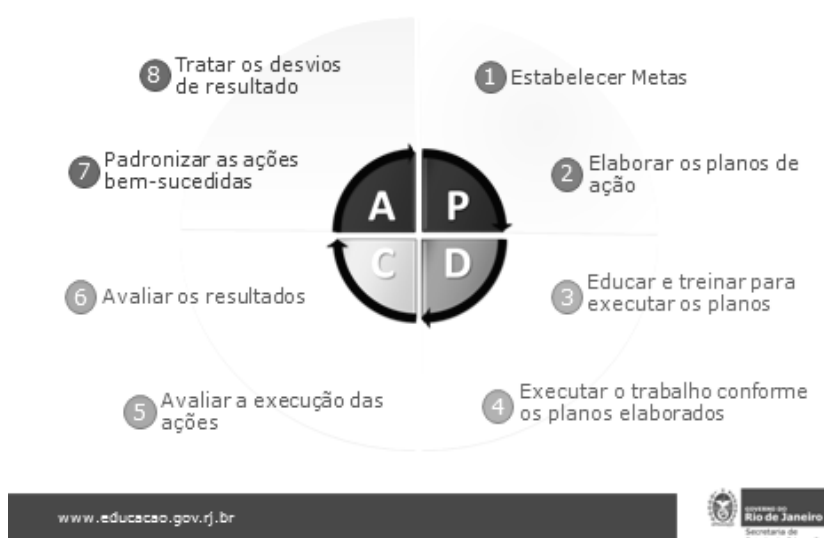 8
Tratar os desvios
de resultado
1
Estabelecer Metas
7
Padronizar as ações
bem-sucedidas
2
Elaborar os planos de
ação
A
P
C
D
6
Avaliar os resultados
3
Educar e treinar para
executar os planos
5
Avaliar a execução das
ações
4
Executar o trabalho conforme
os planos elaborados
www.educacao.gov.rj.br
GOVERNO DO
Rio de Janeiro
Secretaria de